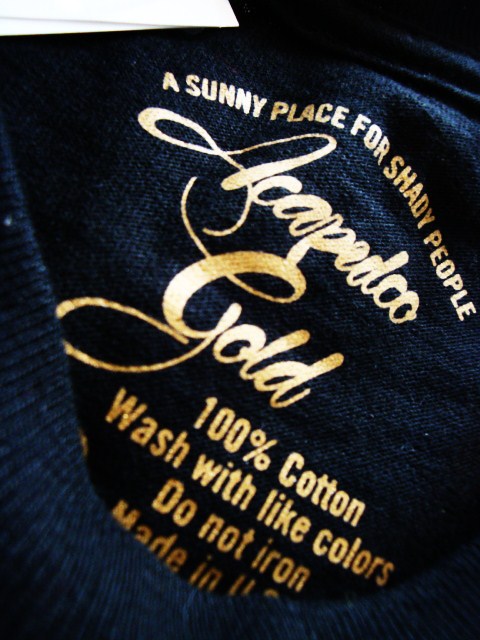 A SUNNY PLACE FOR SHADY PEOPLE
Acapulco
Gold
100% Cotton
Wash with like colors
Do not iron
Made in